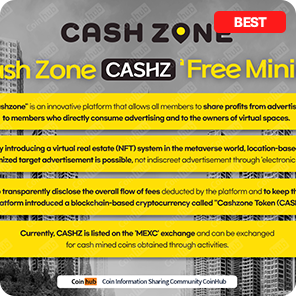 BEST
CASH ZONE
sh Zone CASHZ 'Free Mini
ashzone" is an innovative platform that allows all members to share profits from advertis
to members who directly consume advertising and to the owners of virtual spaces.
y introducing a virtual real estate (NFT) system in the metaverse world, location-based
mized target advertisement is possible, not indiscreet advertisement through 'electronic
o transparently disclose the overall flow of fees deducted by the platform and to keep th
atform introduced a blockchain-based cryptocurrency called "Cashzone Token (CAS
Currently, CASHZ is listed on the 'MEXC' exchange and can be exchanged
for cash mined coins obtained through activities.
Coinhub Coin Information Sharing Community CoinHub